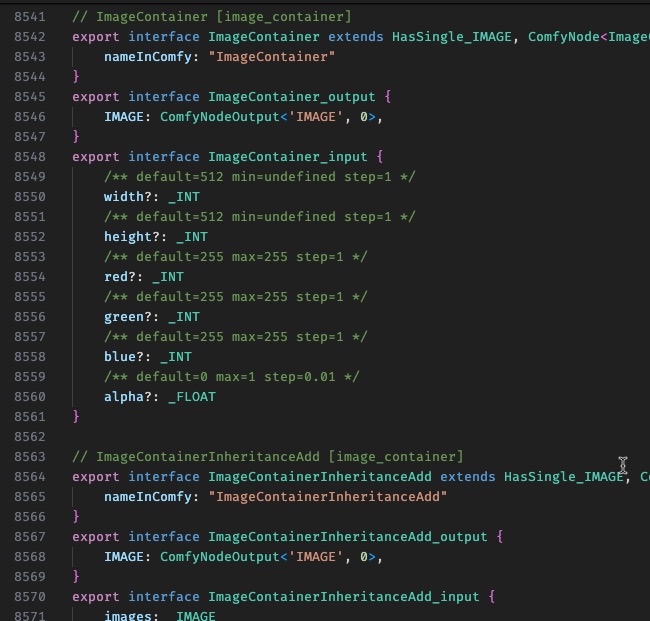 8541 // ImageContainer [image_container]
8542 export interface ImageContainer extends HasSingle_IMAGE, ComfyNode<Image
8543     nameInComfy: "ImageContainer"
8544 }
8545 export interface ImageContainer_output {
8546     IMAGE: ComfyNodeOutput<'IMAGE', 0>,
8547 }
8548 export interface ImageContainer_input {
8549     /** default=512 min=undefined step=1 */
8550     width?: _INT
8551     /** default=512 min=undefined step=1 */
8552     height?: _INT
8553     /** default=255 max=255 step=1 */
8554     red?: _INT
8555     /** default=255 max=255 step=1 */
8556     green?: _INT
8557     /** default=255 max=255 step=1 */
8558     blue?: _INT
8559     /** default=0 max=1 step=0.01 */
8560     alpha?: _FLOAT
8561 }
8562
8563 // ImageContainerInheritanceAdd [image_container]
8564 export interface ImageContainerInheritanceAdd extends HasSingle_IMAGE, C
8565     nameInComfy: "ImageContainerInheritanceAdd"
8566 }
8567 export interface ImageContainerInheritanceAdd_output {
8568     IMAGE: ComfyNodeOutput<'IMAGE', 0>,
8569 }
8570 export interface ImageContainerInheritanceAdd_input {
8571     images: _IMAGE